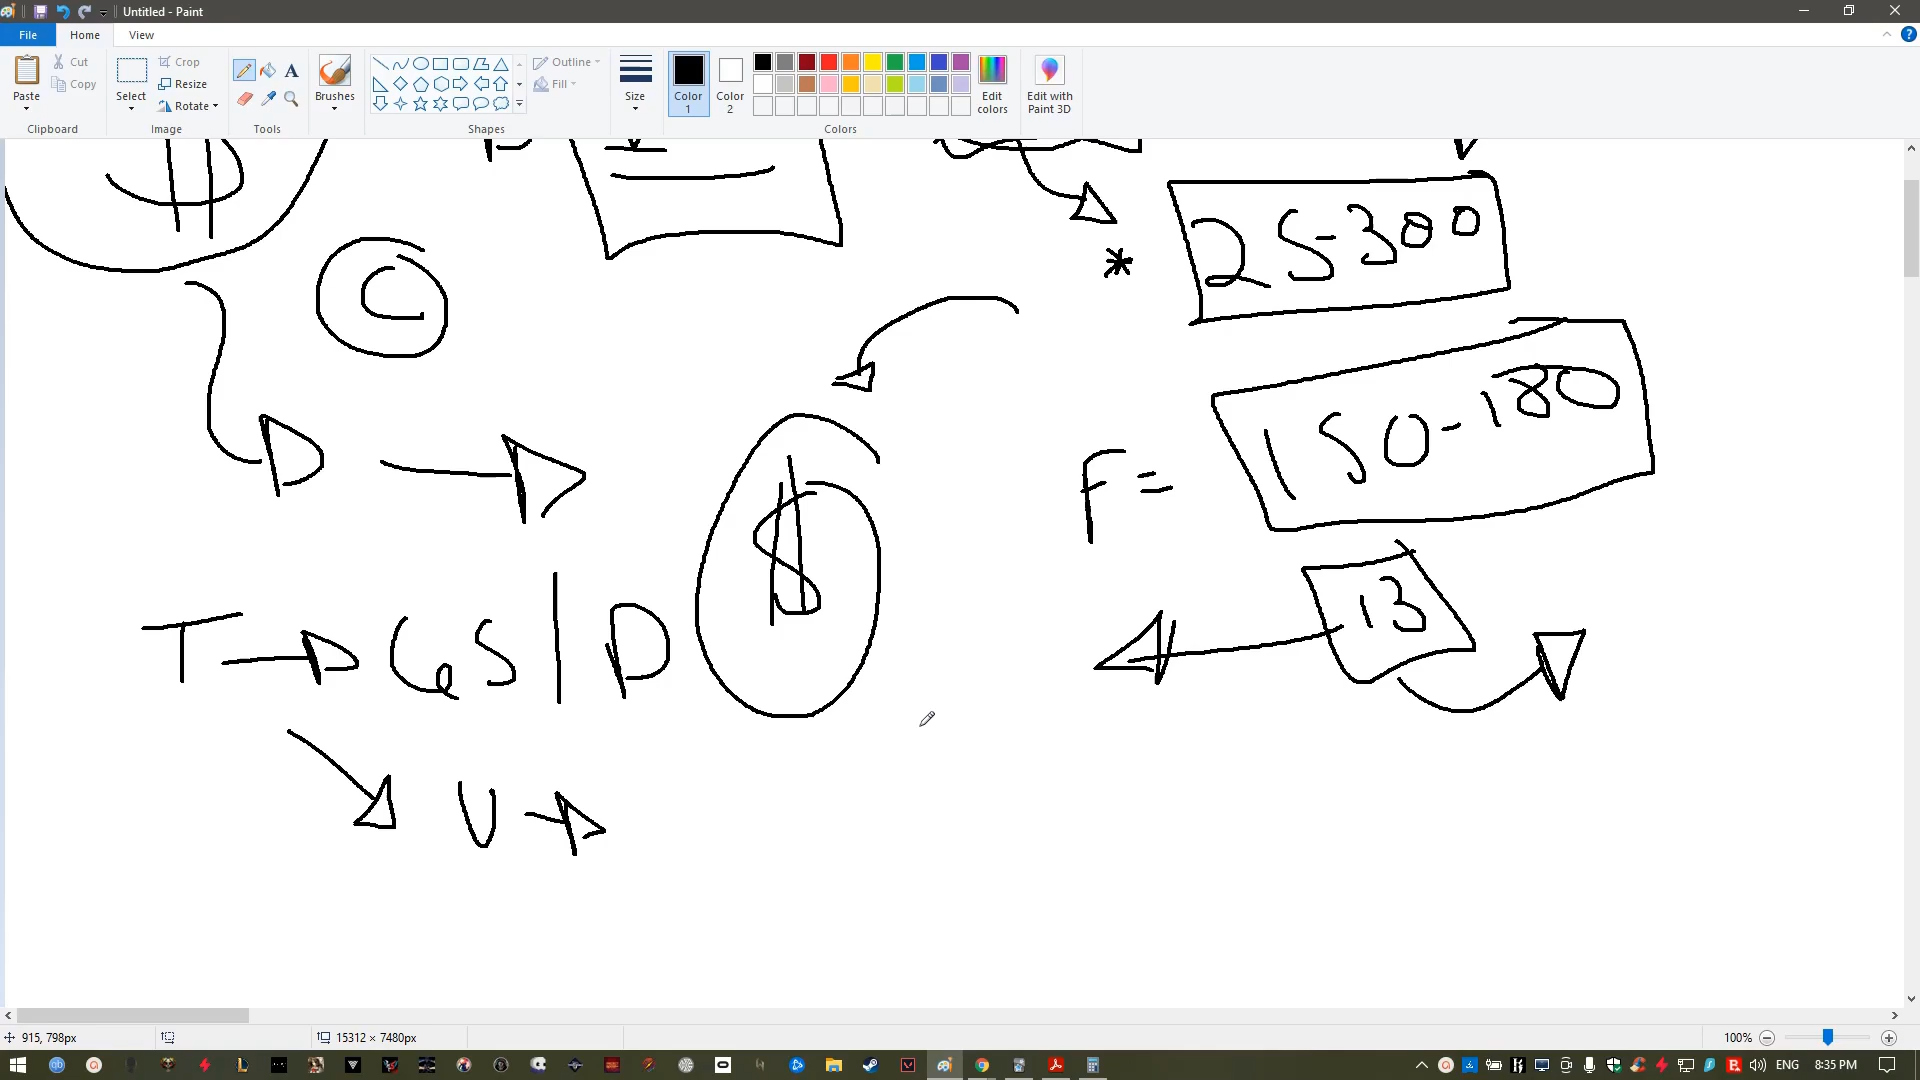 Untitled - Paint
File
Home
View
Paste
Cut
Copy
Clipboard
Select
Crop
Resize
Rotate
Image
Tools
Brushes
Outline
Fill
Shapes
Size
Color 1
Color 2
Edit colors
Colors
Edit with Paint 3D
$
* 25-300
C
D
F = 150-180
$
T GS | D
13
V
915, 798px
15312 × 7480px
100%
ENG
8:35 PM